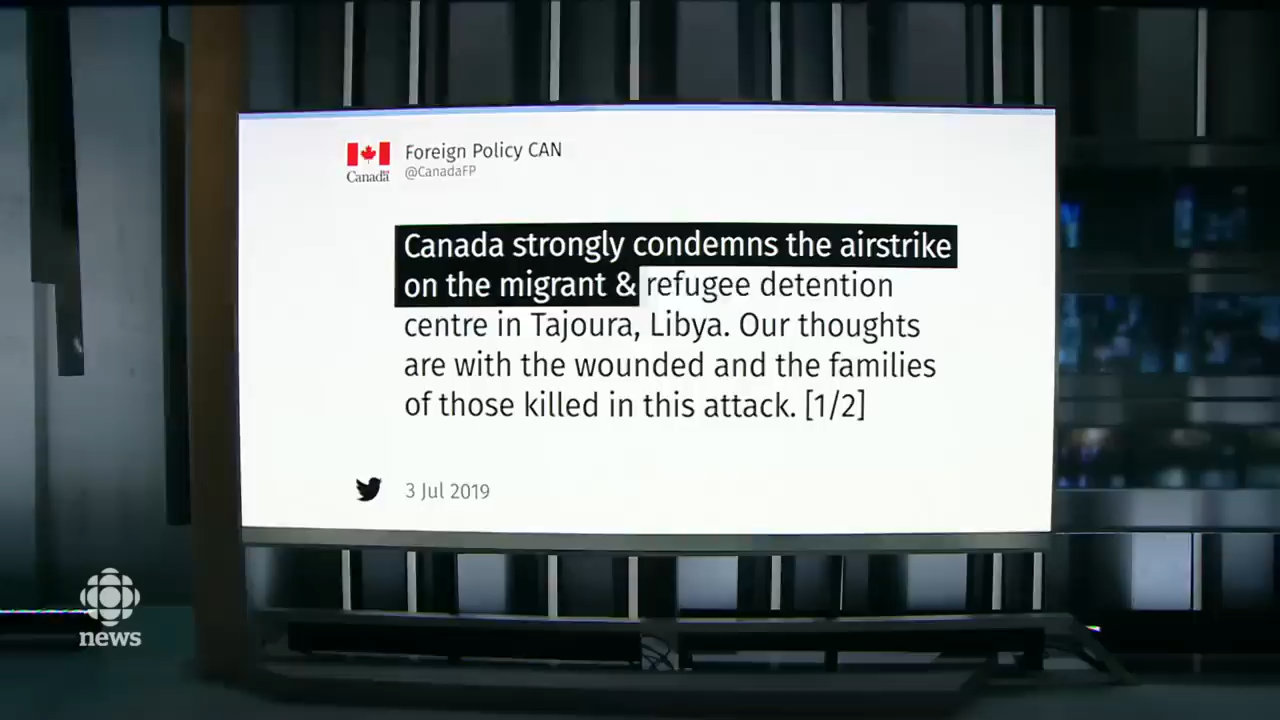 Foreign Policy CAN
Canada
@CanadaFP
Canada strongly condemns the airstrike
on the migrant & refugee detention
centre in Tajoura, Libya. Our thoughts
are with the wounded and the families
of those killed in this attack. [1/2]
3 Jul 2019
news